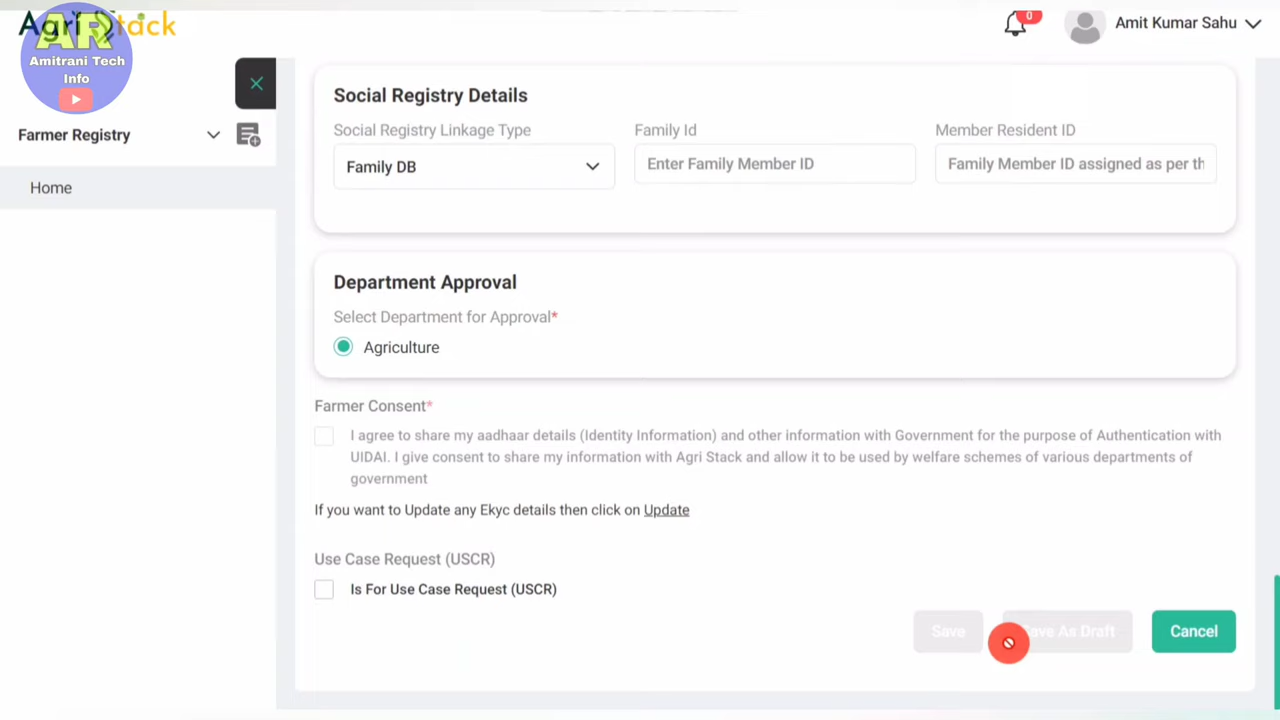 Agri Stack
0
Amit Kumar Sahu
AR
Amitrani Tech
Info
Farmer Registry
Home
Social Registry Details
Social Registry Linkage Type
Family Id
Member Resident ID
Family DB
Enter Family Member ID
Family Member ID assigned as per th
Department Approval
Select Department for Approval*
Agriculture
Farmer Consent*
I agree to share my aadhaar details (Identity Information) and other information with Government for the purpose of Authentication with
UIDAI. I give consent to share my information with Agri Stack and allow it to be used by welfare schemes of various departments of
government
If you want to Update any Ekyc details then click on Update
Use Case Request (USCR)
Is For Use Case Request (USCR)
Save
Save As Draft
Cancel